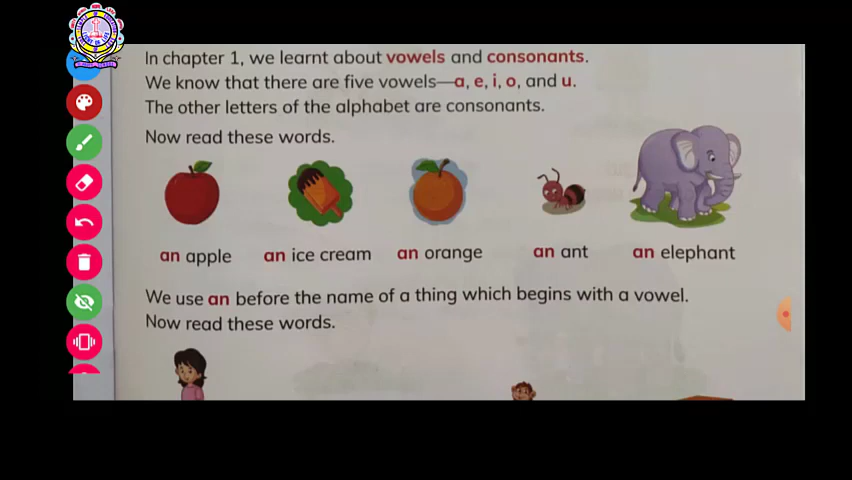 In chapter 1, we learnt about vowels and consonants.
We know that there are five vowels—a, e, i, o, and u.
The other letters of the alphabet are consonants.
Now read these words.
an apple an ice cream an orange an ant an elephant
We use an before the name of a thing which begins with a vowel.
Now read these words.